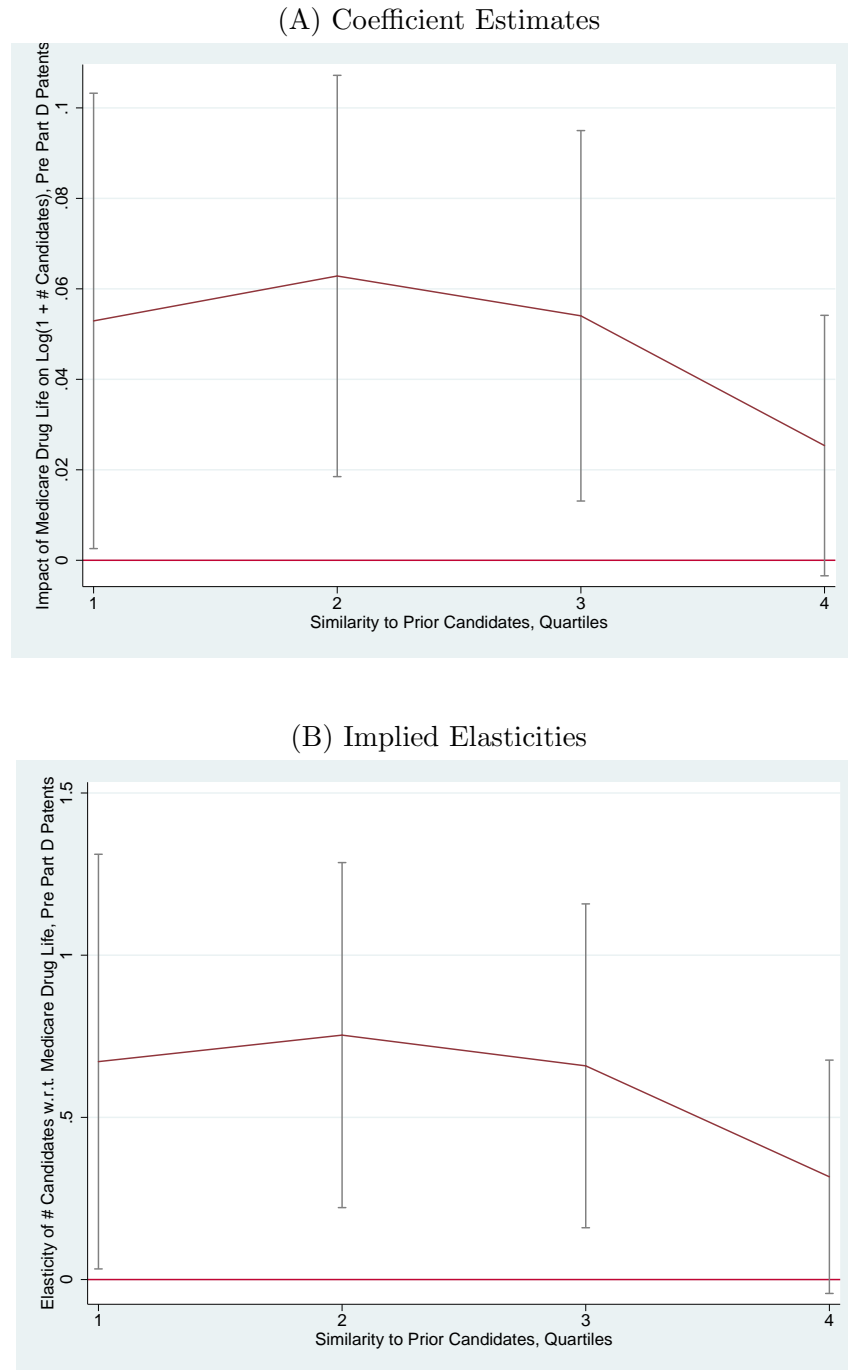 (A) Coefficient Estimates
Impact of Medicare Drug Life on Log(1 + # Candidates), Pre Part D Patents
.1
.08
.06
.04
.02
0
1 2 3 4
Similarity to Prior Candidates, Quartiles
(B) Implied Elasticities
Elasticity of # Candidates w.r.t. Medicare Drug Life, Pre Part D Patents
1.5
1
.5
0
1 2 3 4
Similarity to Prior Candidates, Quartiles